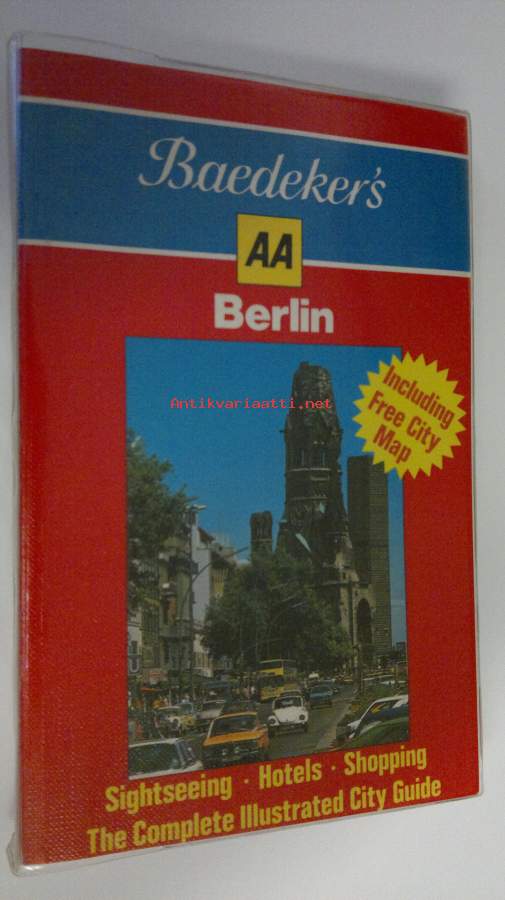 Baedeker's
AA
Berlin
Including
Free City
Map
Antikvariaatti.net
Sightseeing · Hotels · Shopping
The Complete Illustrated City Guide